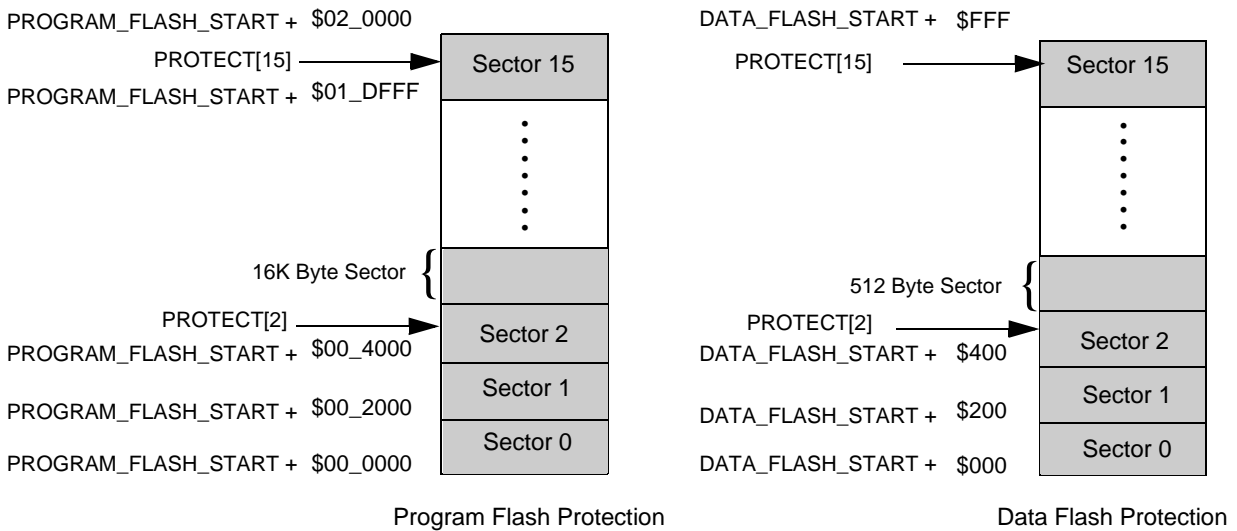 PROGRAM_FLASH_START + $02_0000
PROTECT[15]
Sector 15
PROGRAM_FLASH_START + $01_DFFF
16K Byte Sector {
PROTECT[2]
Sector 2
PROGRAM_FLASH_START + $00_4000
Sector 1
PROGRAM_FLASH_START + $00_2000
Sector 0
PROGRAM_FLASH_START + $00_0000
Program Flash Protection
DATA_FLASH_START + $FFF
PROTECT[15]
Sector 15
512 Byte Sector {
PROTECT[2]
Sector 2
DATA_FLASH_START + $400
Sector 1
DATA_FLASH_START + $200
Sector 0
DATA_FLASH_START + $000
Data Flash Protection